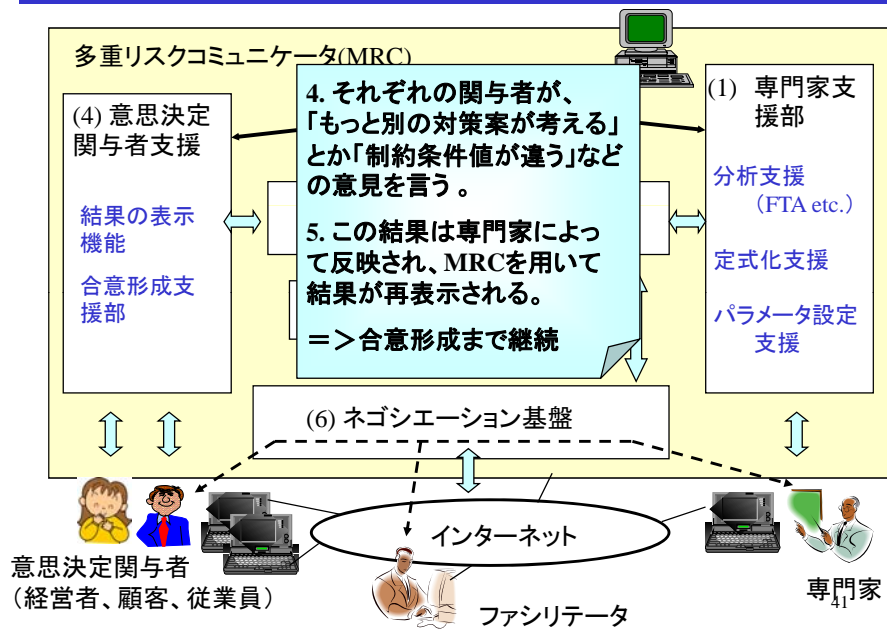 多重リスクコミュニケータ(MRC)
(4) 意思決定
関与者支援
結果の表示
機能
合意形成支
援部
4. それぞれの関与者が、
「もっと別の対策案が考える」
とか「制約条件値が違う」など
の意見を言う 。
5. この結果は専門家によっ
て反映され、MRCを用いて
結果が再表示される。
＝＞合意形成まで継続
(1) 専門家支
援部
分析支援
（FTA etc.）
定式化支援
パラメータ設定
支援
(6) ネゴシエーション基盤
インターネット
意思決定関与者
（経営者、顧客、従業員）
ファシリテータ
専門家
41